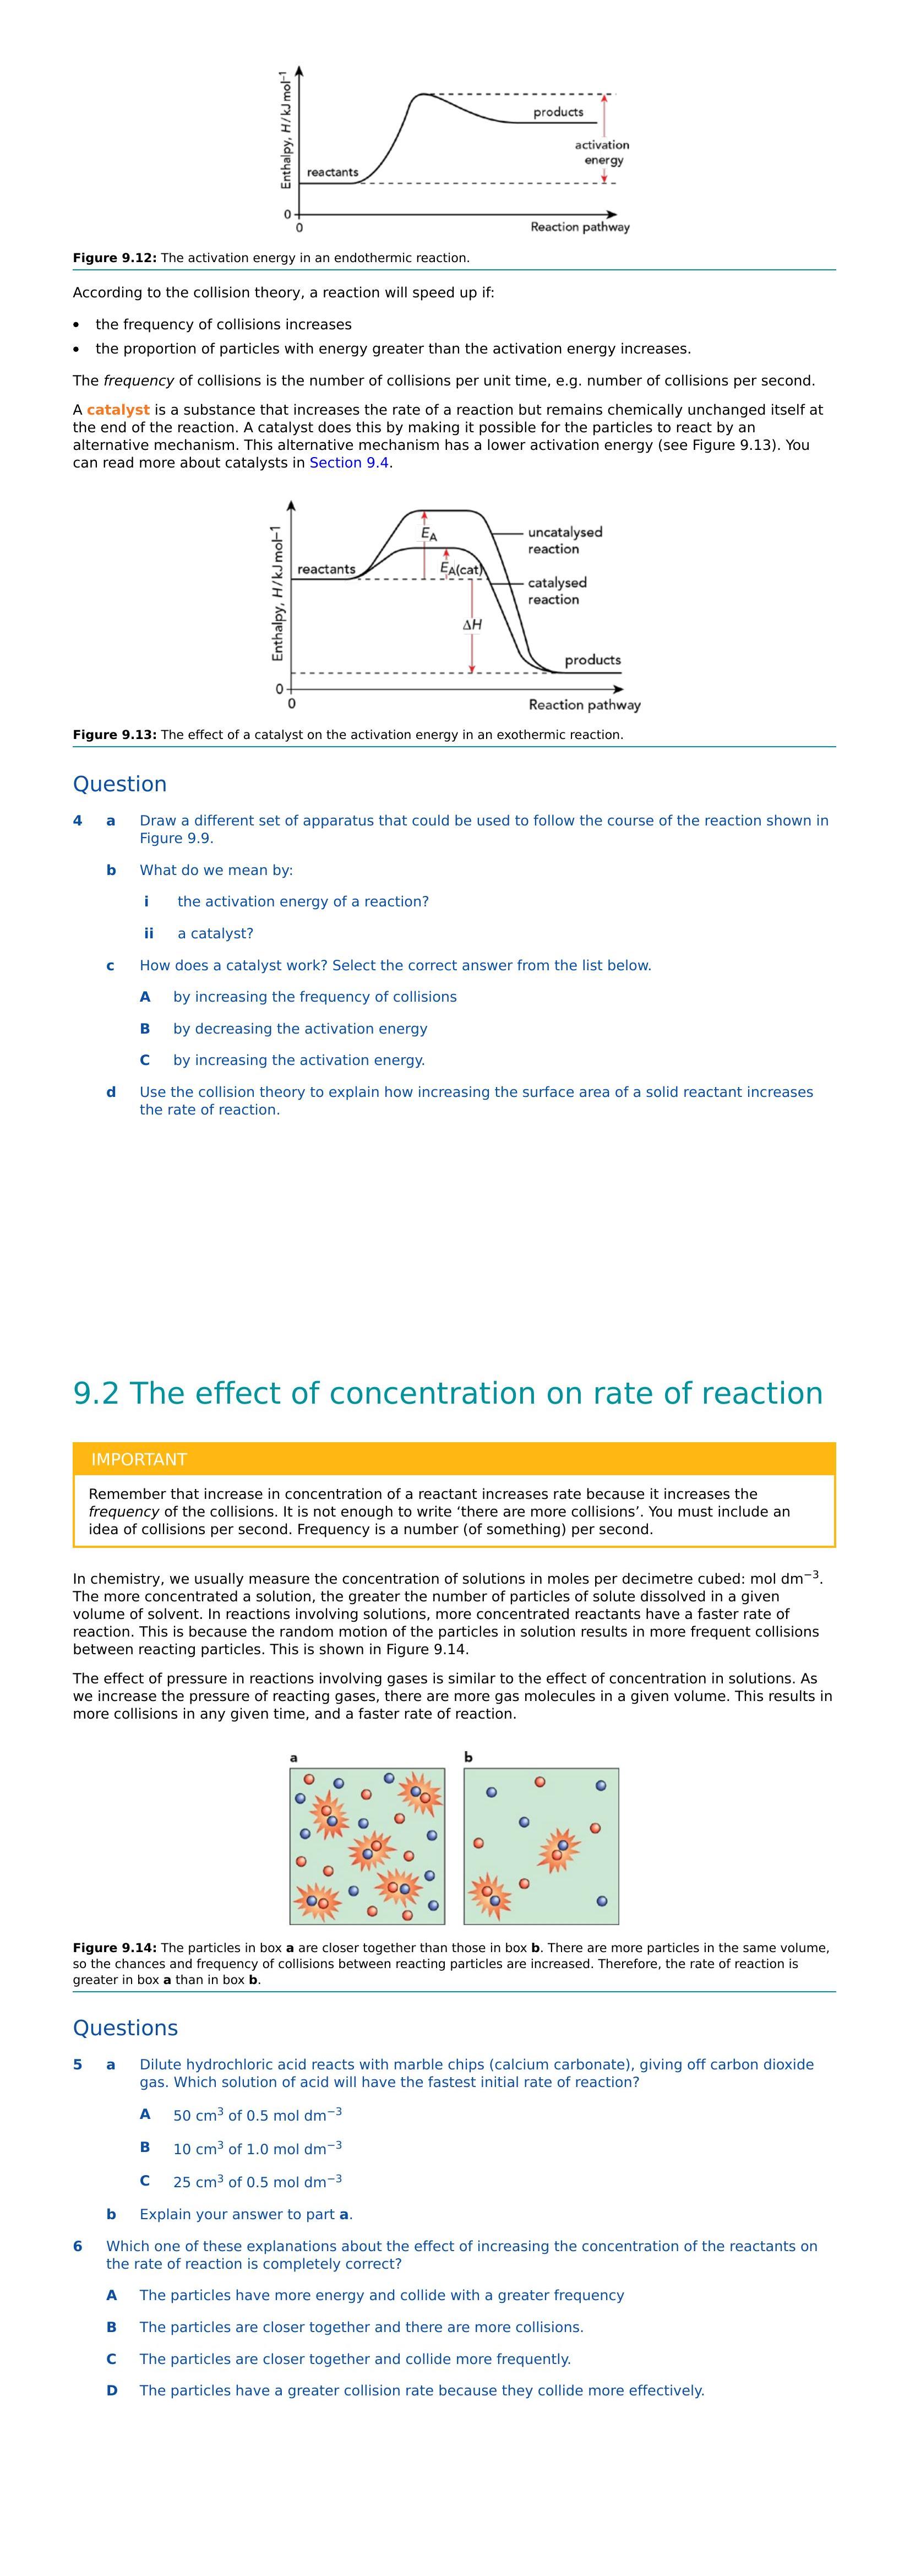 Enthalpy, H/kJ mol⁻¹
products
activation
energy
reactants
0
0
Reaction pathway
Figure 9.12: The activation energy in an endothermic reaction.
According to the collision theory, a reaction will speed up if:
• the frequency of collisions increases
• the proportion of particles with energy greater than the activation energy increases.
The frequency of collisions is the number of collisions per unit time, e.g. number of collisions per second.
A catalyst is a substance that increases the rate of a reaction but remains chemically unchanged itself at
the end of the reaction. A catalyst does this by making it possible for the particles to react by an
alternative mechanism. This alternative mechanism has a lower activation energy (see Figure 9.13). You
can read more about catalysts in Section 9.4.
Enthalpy, H/kJ mol⁻¹
uncatalysed
reaction
EA
reactants
EA(cat)
catalysed
reaction
ΔH
products
0
0
Reaction pathway
Figure 9.13: The effect of a catalyst on the activation energy in an exothermic reaction.
Question
4 a Draw a different set of apparatus that could be used to follow the course of the reaction shown in
Figure 9.9.
b What do we mean by:
i the activation energy of a reaction?
ii a catalyst?
c How does a catalyst work? Select the correct answer from the list below.
A by increasing the frequency of collisions
B by decreasing the activation energy
C by increasing the activation energy.
d Use the collision theory to explain how increasing the surface area of a solid reactant increases
the rate of reaction.
9.2 The effect of concentration on rate of reaction
IMPORTANT
Remember that increase in concentration of a reactant increases rate because it increases the
frequency of the collisions. It is not enough to write ‘there are more collisions’. You must include an
idea of collisions per second. Frequency is a number (of something) per second.
In chemistry, we usually measure the concentration of solutions in moles per decimetre cubed: mol dm⁻³.
The more concentrated a solution, the greater the number of particles of solute dissolved in a given
volume of solvent. In reactions involving solutions, more concentrated reactants have a faster rate of
reaction. This is because the random motion of the particles in solution results in more frequent collisions
between reacting particles. This is shown in Figure 9.14.
The effect of pressure in reactions involving gases is similar to the effect of concentration in solutions. As
we increase the pressure of reacting gases, there are more gas molecules in a given volume. This results in
more collisions in any given time, and a faster rate of reaction.
a b
Figure 9.14: The particles in box a are closer together than those in box b. There are more particles in the same volume,
so the chances and frequency of collisions between reacting particles are increased. Therefore, the rate of reaction is
greater in box a than in box b.
Questions
5 a Dilute hydrochloric acid reacts with marble chips (calcium carbonate), giving off carbon dioxide
gas. Which solution of acid will have the fastest initial rate of reaction?
A 50 cm³ of 0.5 mol dm⁻³
B 10 cm³ of 1.0 mol dm⁻³
C 25 cm³ of 0.5 mol dm⁻³
b Explain your answer to part a.
6 Which one of these explanations about the effect of increasing the concentration of the reactants on
the rate of reaction is completely correct?
A The particles have more energy and collide with a greater frequency
B The particles are closer together and there are more collisions.
C The particles are closer together and collide more frequently.
D The particles have a greater collision rate because they collide more effectively.